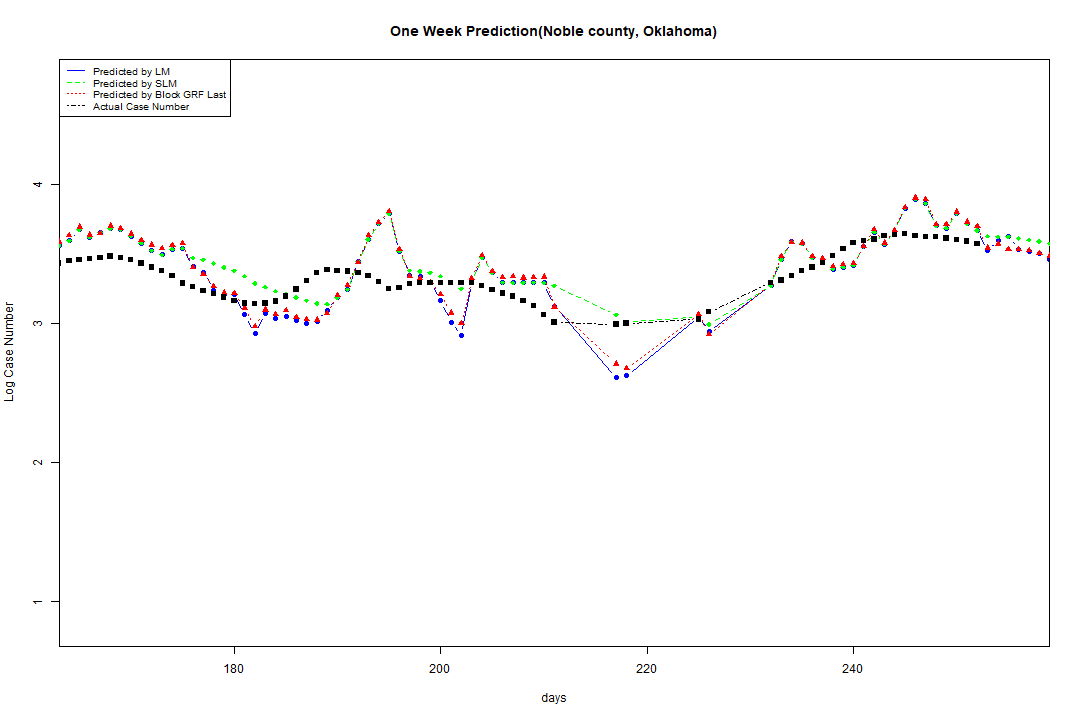 One Week Prediction(Noble county, Oklahoma)
Predicted by LM
Predicted by SLM
Predicted by Block GRF Last
Actual Case Number
4
3
2
1
Log Case Number
180 200 220 240
days